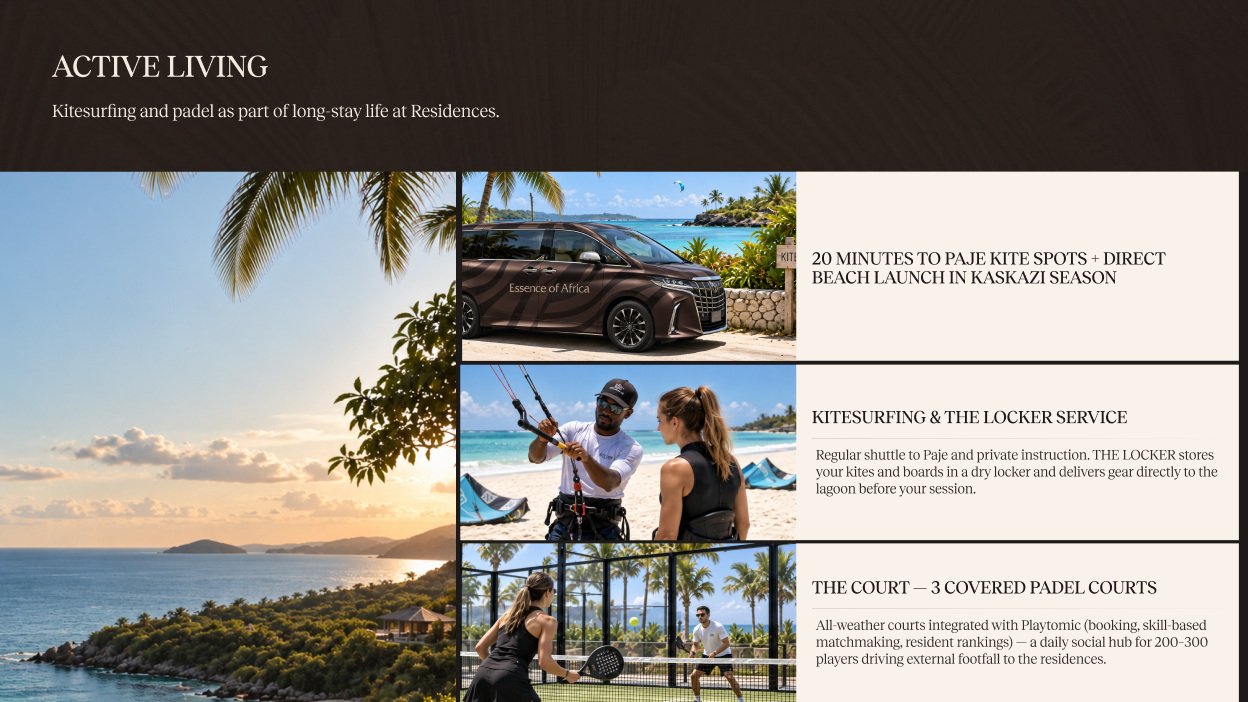 ACTIVE LIVING
Kitesurfing and padel as part of long-stay life at Residences.
Essence of Africa
KITE
20 MINUTES TO PAJE KITE SPOTS + DIRECT
BEACH LAUNCH IN KASKAZI SEASON
KITESURFING & THE LOCKER SERVICE
Regular shuttle to Paje and private instruction. THE LOCKER stores
your kites and boards in a dry locker and delivers gear directly to the
lagoon before your session.
THE COURT — 3 COVERED PADEL COURTS
All-weather courts integrated with Playtomic (booking, skill-based
matchmaking, resident rankings) — a daily social hub for 200–300
players driving external footfall to the residences.